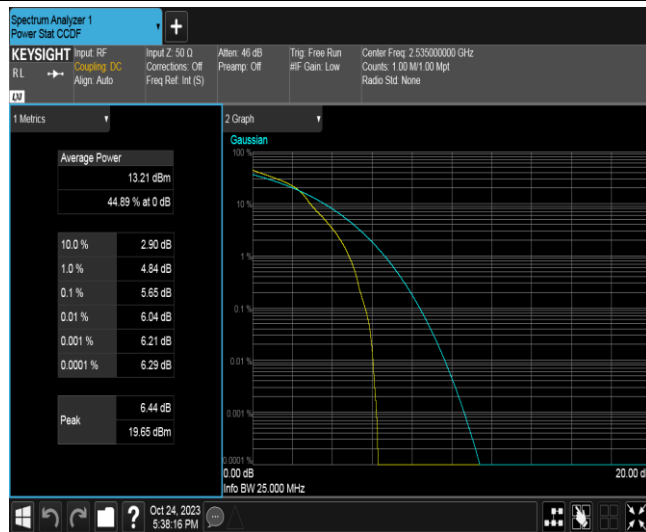 Spectrum Analyzer 1
Power Stat CCDF
+
KEYSIGHT
RL
LXI
Input: RF
Coupling: DC
Align: Auto
Input Z: 50 Ω
Corrections: Off
Freq Ref: Int (S)
Atten: 46 dB
Preamp: Off
Trig: Free Run
#IF Gain: Low
Center Freq: 2.535000000 GHz
Counts: 1.00 M/1.00 Mpt
Radio Std: None
1 Metrics
Average Power
13.21 dBm
44.89 % at 0 dB
10.0 % 2.90 dB
1.0 % 4.84 dB
0.1 % 5.65 dB
0.01 % 6.04 dB
0.001 % 6.21 dB
0.0001 % 6.29 dB
Peak
6.44 dB
19.65 dBm
2 Graph
Gaussian
100 %
10 %
1 %
0.1 %
0.01 %
0.001 %
0.0001 %
0.00 dB
20.00 d
Info BW 25.000 MHz
?
Oct 24, 2023
5:38:16 PM